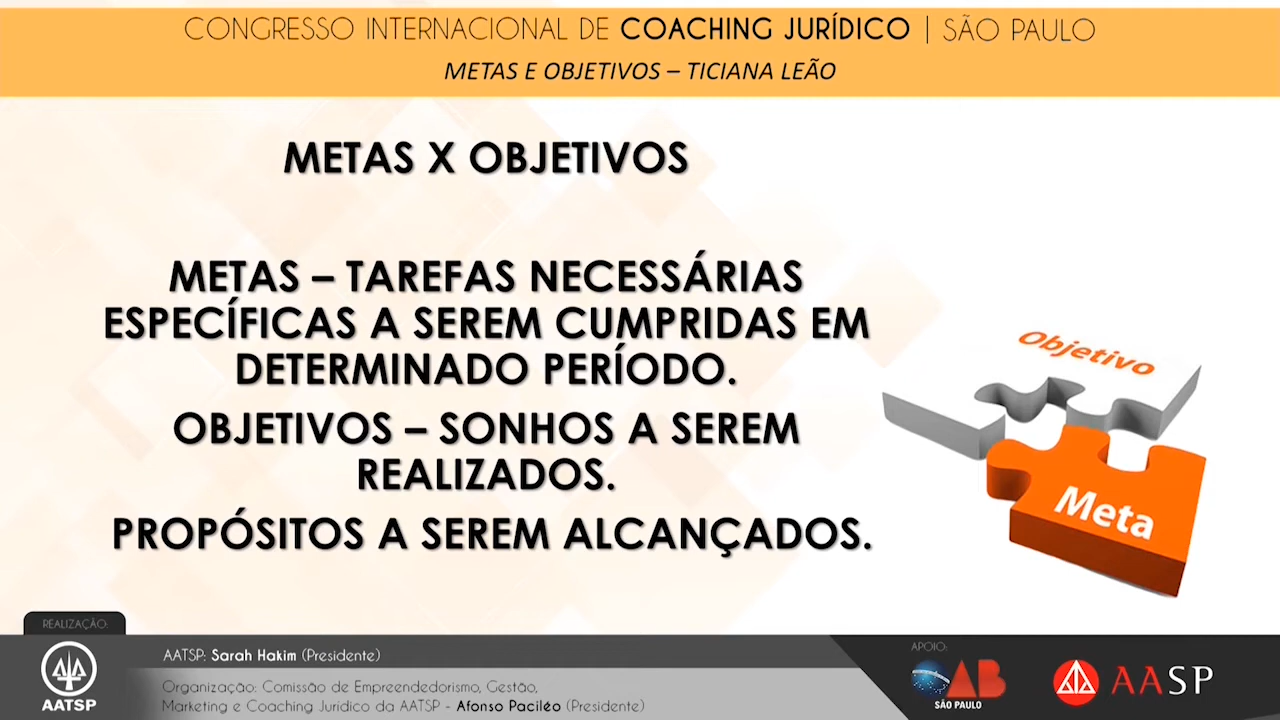 CONGRESSO INTERNACIONAL DE COACHING JURÍDICO | SÃO PAULO
METAS E OBJETIVOS – TICIANA LEÃO
METAS X OBJETIVOS
METAS – TAREFAS NECESSÁRIAS
ESPECÍFICAS A SEREM CUMPRIDAS EM
DETERMINADO PERÍODO.
OBJETIVOS – SONHOS A SEREM
REALIZADOS.
PROPÓSITOS A SEREM ALCANÇADOS.
Objetivo
Meta
REALIZAÇÃO:
AATSP
AATSP: Sarah Hakim (Presidente)
Organização: Comissão de Empreendedorismo, Gestão,
Marketing e Coaching Jurídico da AATSP - Afonso Paciléo (Presidente)
APOIO:
OAB
SÃO PAULO
AASP